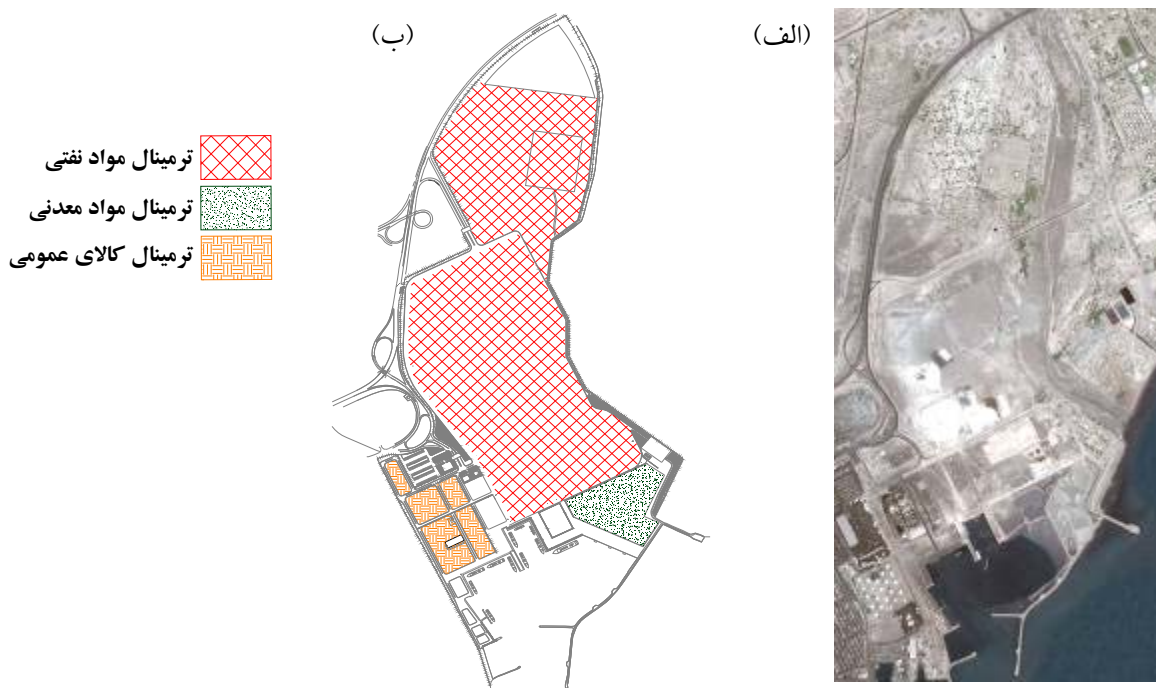 (الف)
(ب)
ترمینال مواد نفتی
ترمینال مواد معدنی
ترمینال کالای عمومی